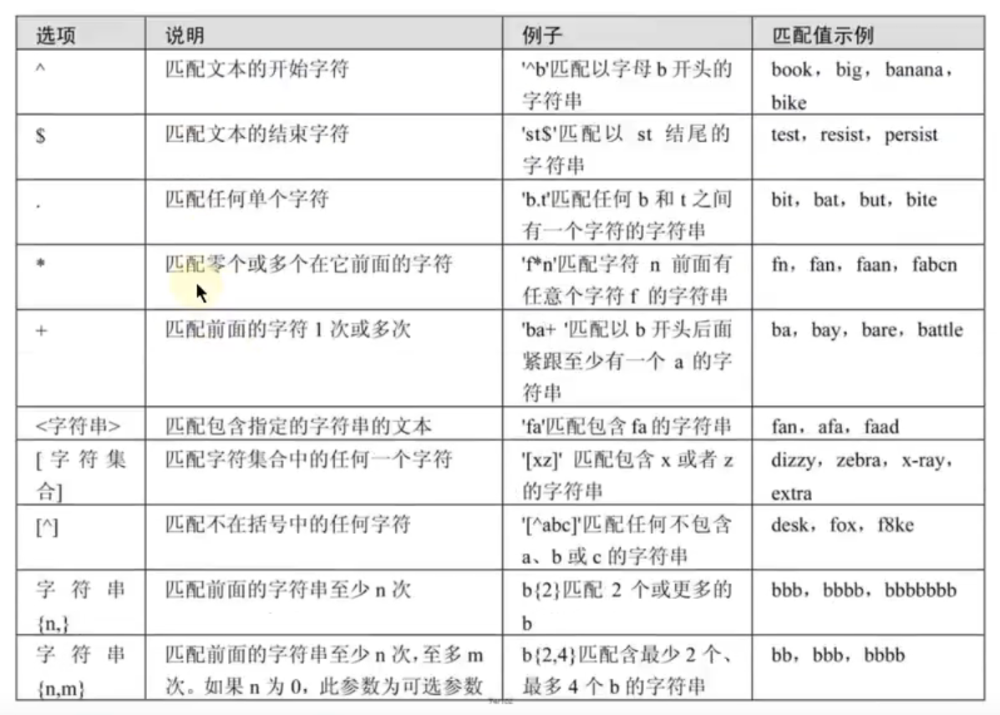 选项 说明 例子 匹配值示例
^ 匹配文本的开始字符 '^b'匹配以字母 b 开头的 book，big，banana，
字符串 bike
$ 匹配文本的结束字符 'st$'匹配以 st 结尾的 test，resist，persist
字符串
. 匹配任何单个字符 'b.t'匹配任何 b 和 t 之间 bit，bat，but，bite
有一个字符的字符串
* 匹配零个或多个在它前面的字符 'f*n'匹配字符 n 前面有 fn，fan，faan，fabcn
任意个字符 f 的字符串
+ 匹配前面的字符 1 次或多次 'ba+ '匹配以 b 开头后面 ba，bay，bare，battle
紧跟至少有一个 a 的字
符串
<字符串> 匹配包含指定的字符串的文本 'fa'匹配包含 fa 的字符串 fan，afa，faad
[字符集 匹配字符集合中的任何一个字符 '[xz]' 匹配包含 x 或者 z dizzy，zebra，x-ray，
合] 的字符串 extra
[^] 匹配不在括号中的任何字符 '[^abc]'匹配任何不包含 desk，fox，f8ke
a、b 或 c 的字符串
字符串 匹配前面的字符串至少 n 次 b{2}匹配 2 个或更多的 bbb，bbbb，bbbbbbb
{n,} b
字符串 匹配前面的字符串至少 n 次，至多 m b{2,4}匹配含最少 2 个、 bb，bbb，bbbb
{n,m} 次。如果 n 为 0，此参数为可选参数 最多 4 个 b 的字符串
74/102